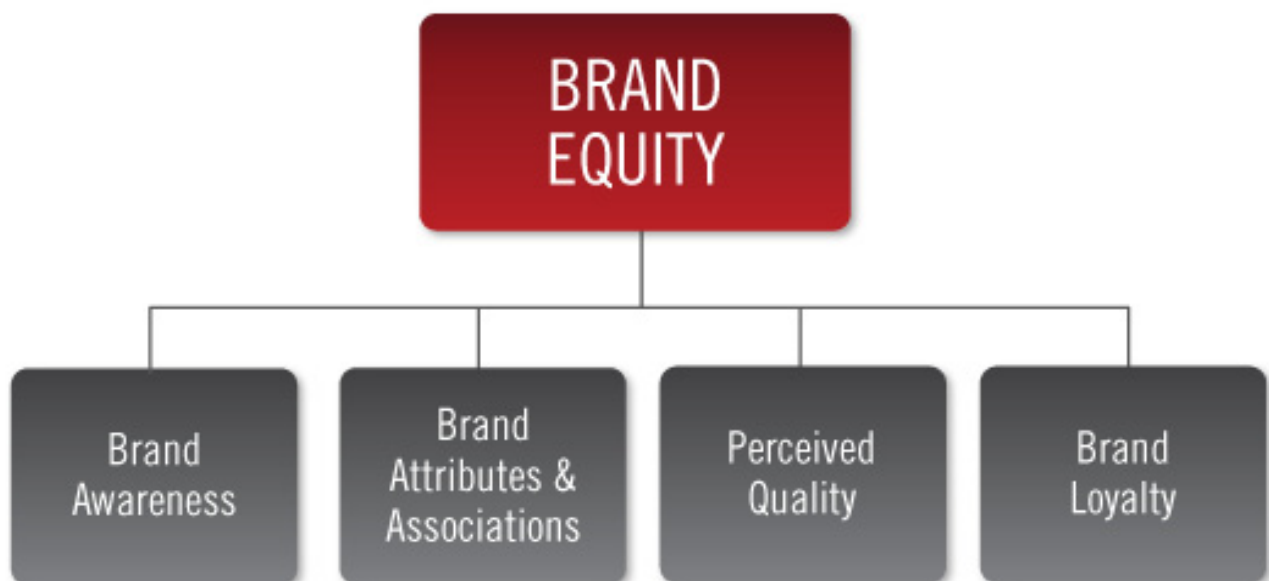 BRAND
EQUITY
Brand
Awareness
Brand
Attributes &
Associations
Perceived
Quality
Brand
Loyalty